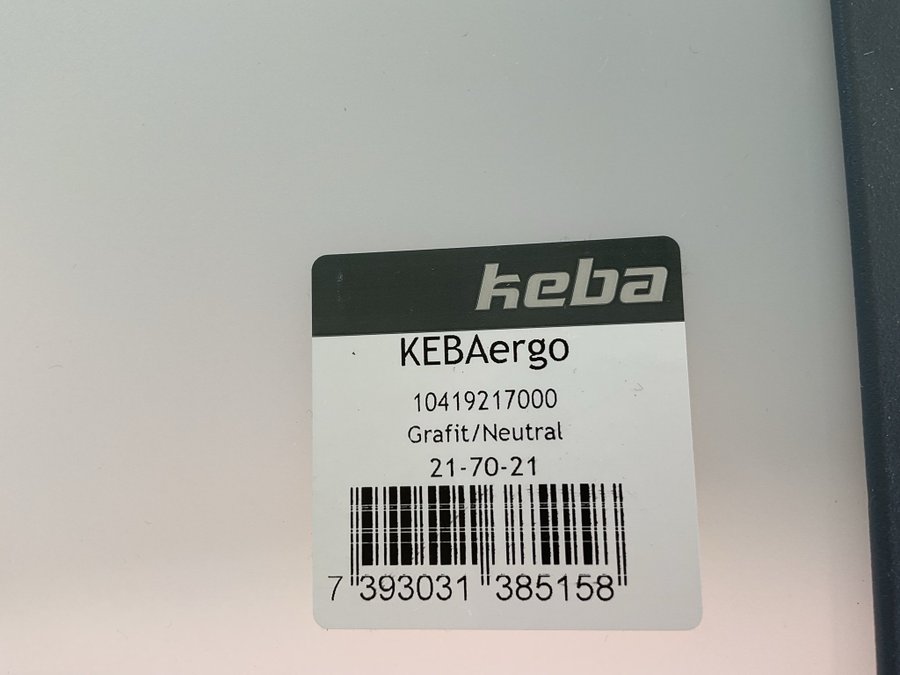 keba
KEBAergo
10419217000
Grafit/Neutral
21-70-21
7 393031 385158